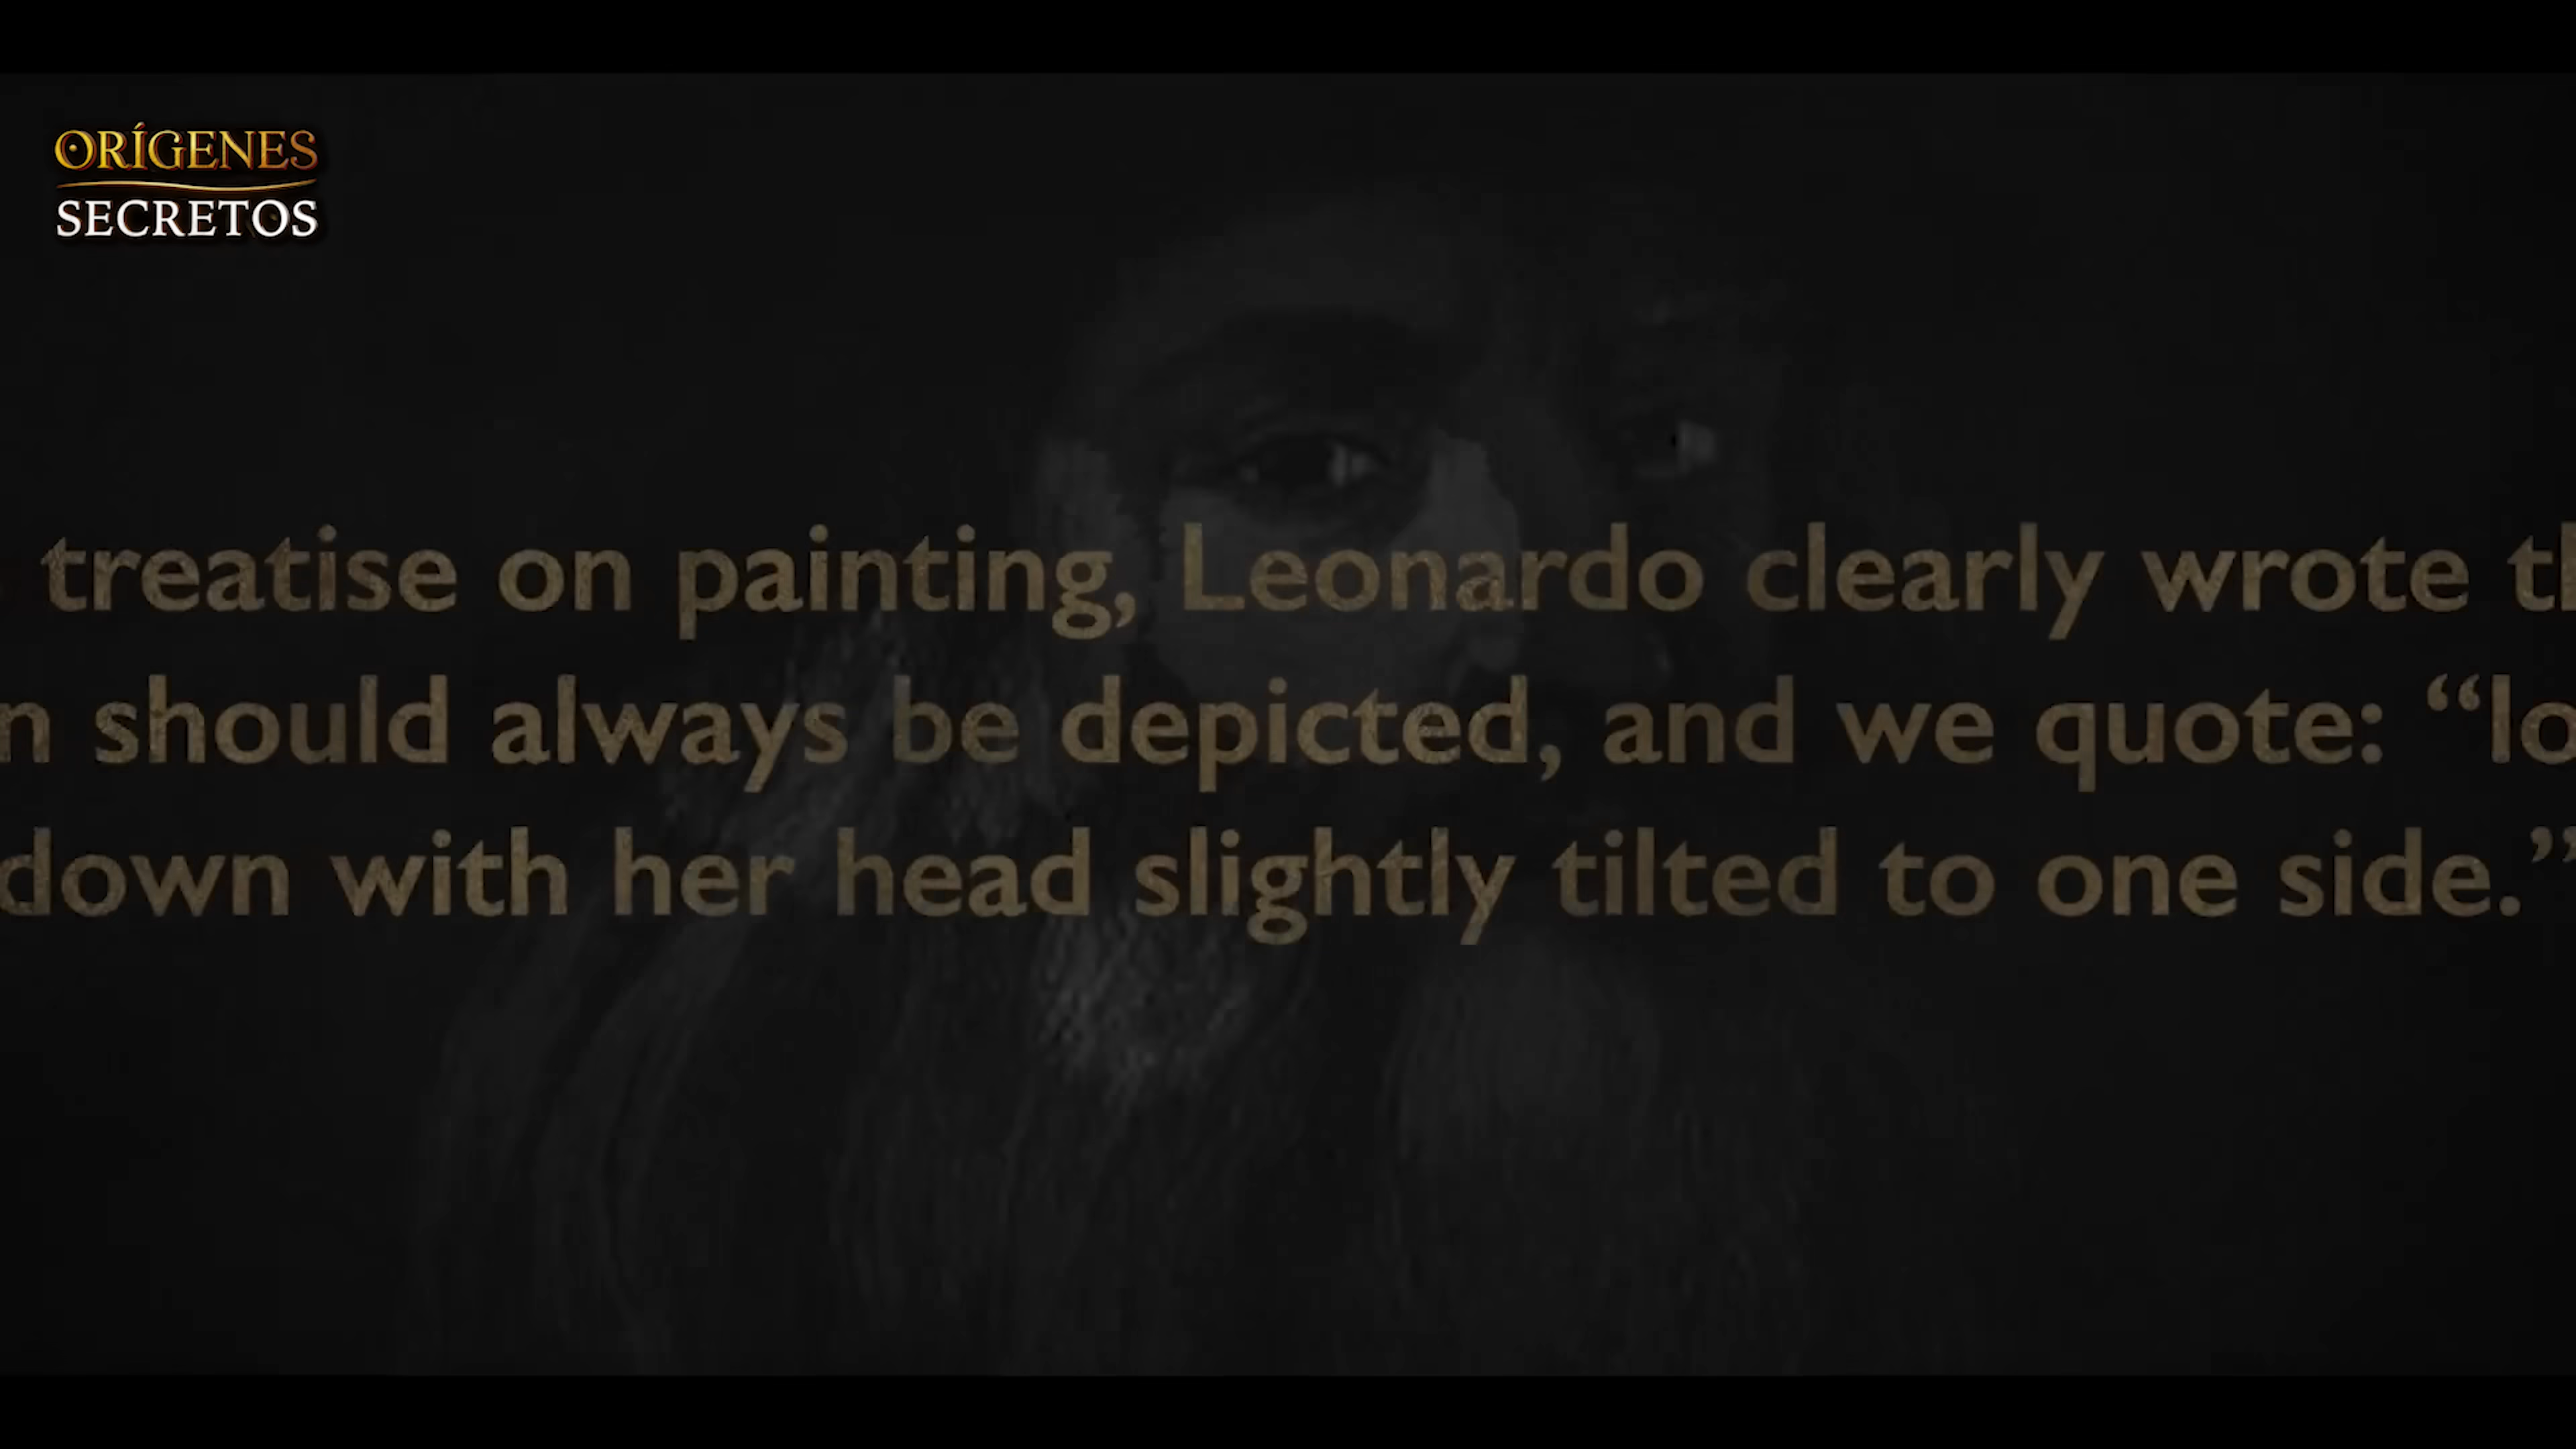 ORÍGENES
SECRETOS
treatise on painting, Leonardo clearly wrote
should always be depicted, and we quote: “
down with her head slightly tilted to one side.”